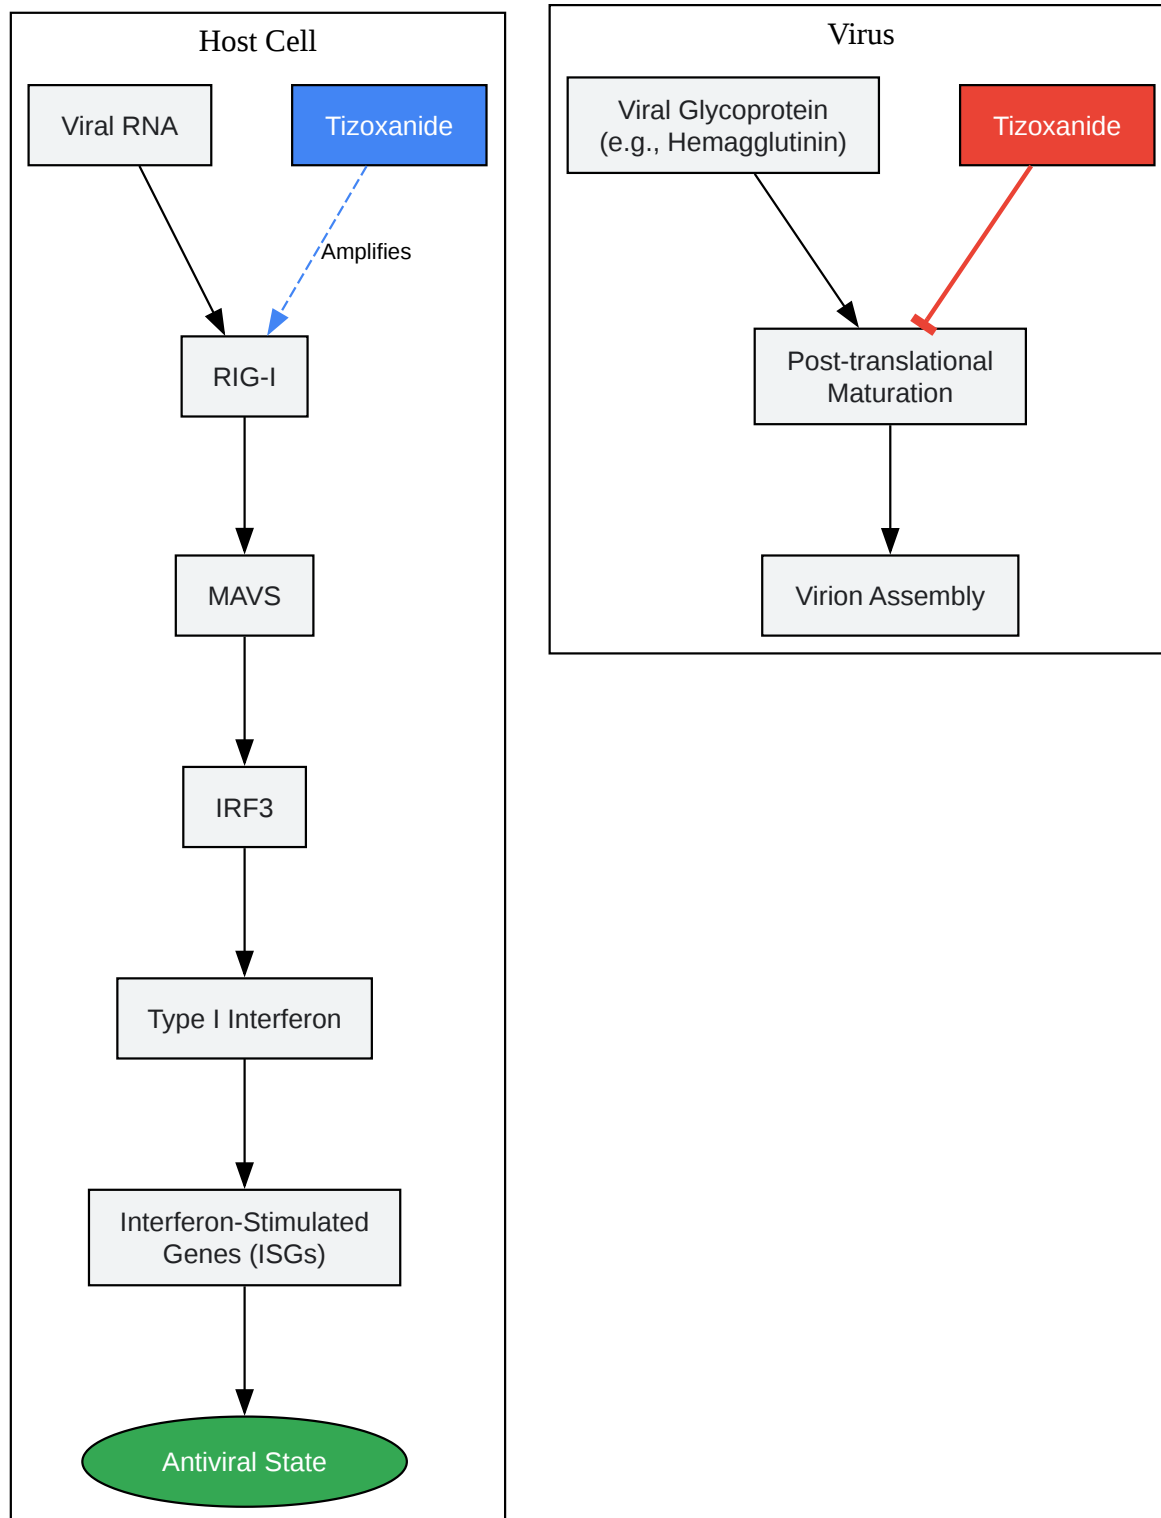 Host Cell
Viral RNA
Tizoxanide
Amplifies
RIG-I
MAVS
IRF3
Type I Interferon
Interferon-Stimulated
Genes (ISGs)
Antiviral State
Virus
Viral Glycoprotein
(e.g., Hemagglutinin)
Tizoxanide
Post-translational
Maturation
Virion Assembly